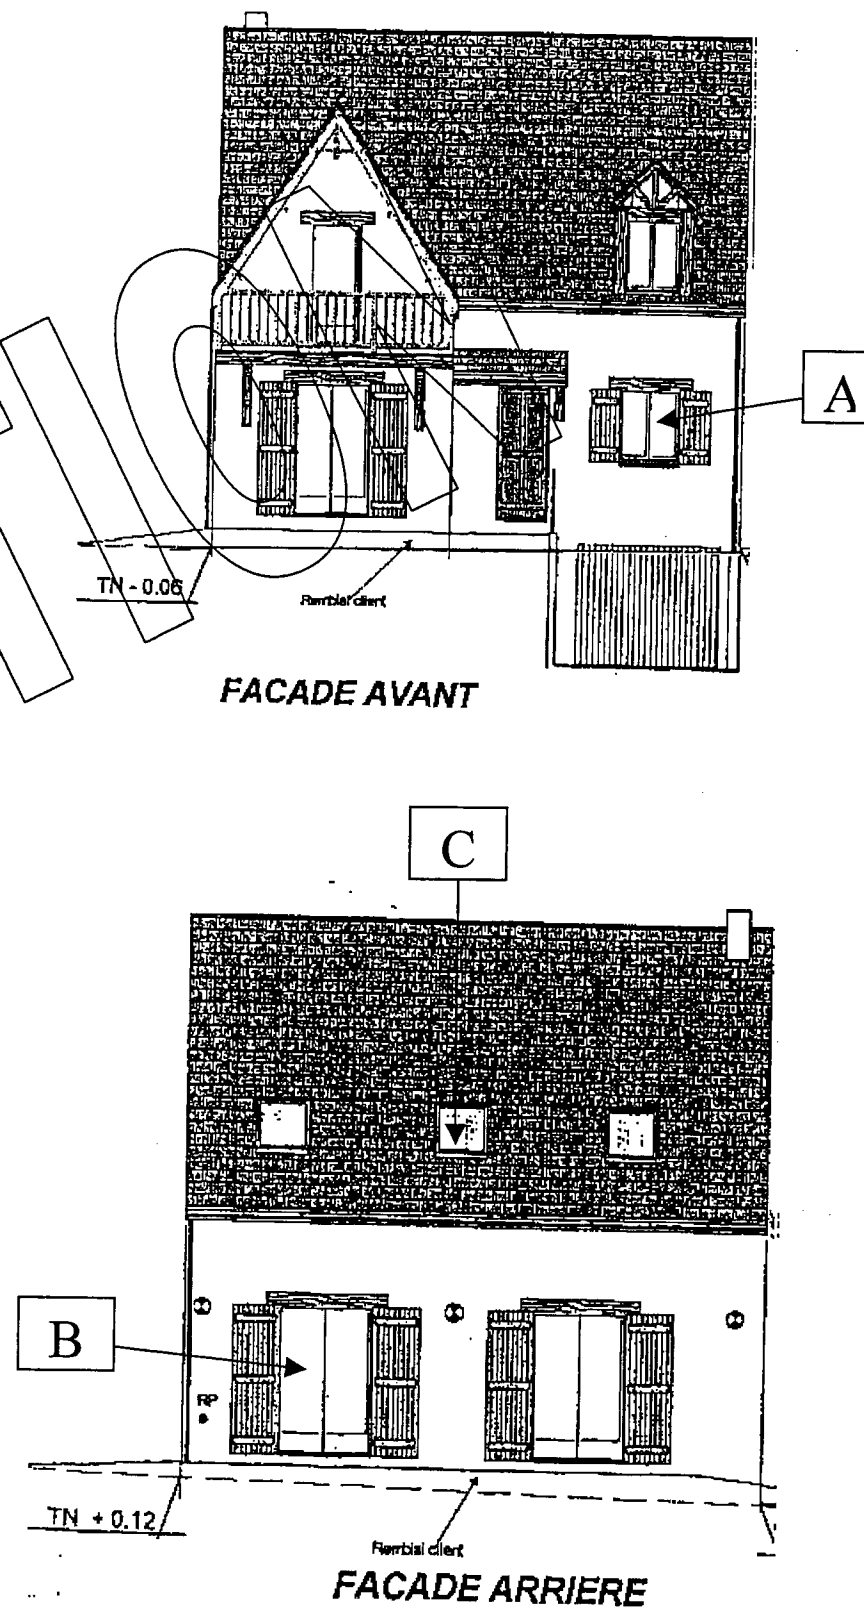 A
TN - 0.06
Remblai client
FACADE AVANT
C
B
RP
TN + 0.12
Remblai client
FACADE ARRIERE